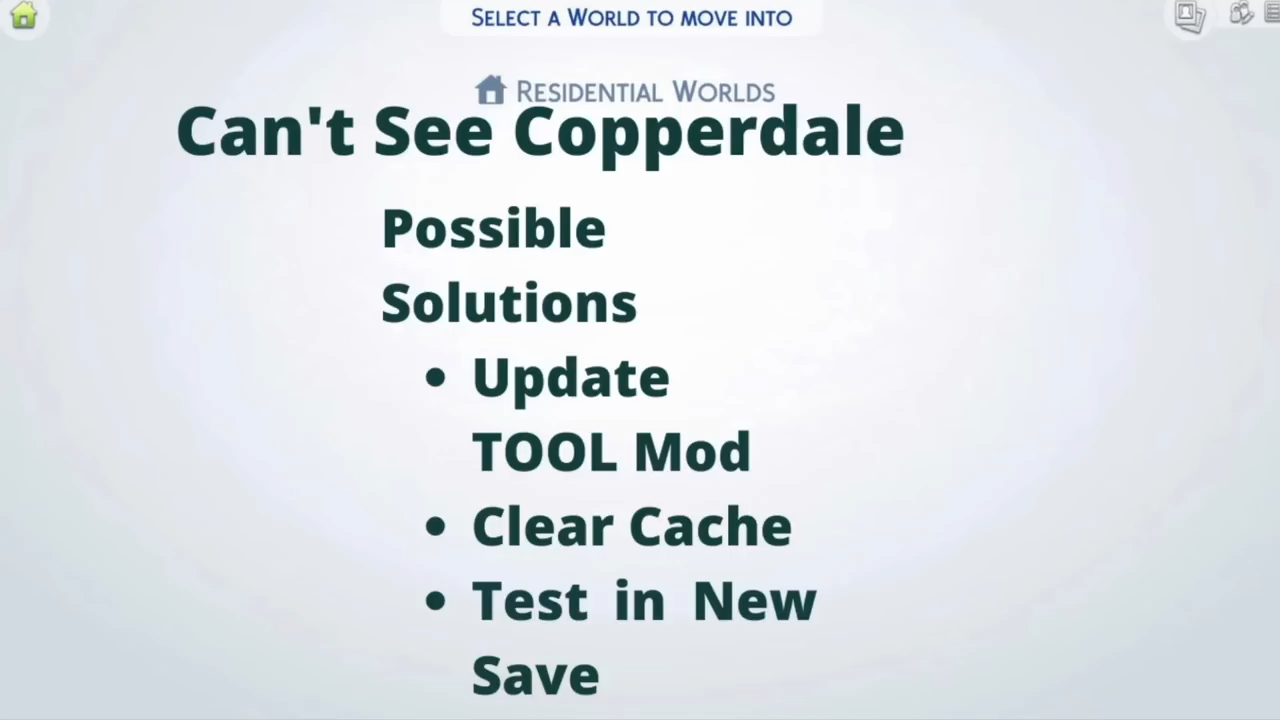 Select a World to move into
Residential Worlds
Can't See Copperdale
Possible
Solutions
• Update
TOOL Mod
• Clear Cache
• Test in New
Save